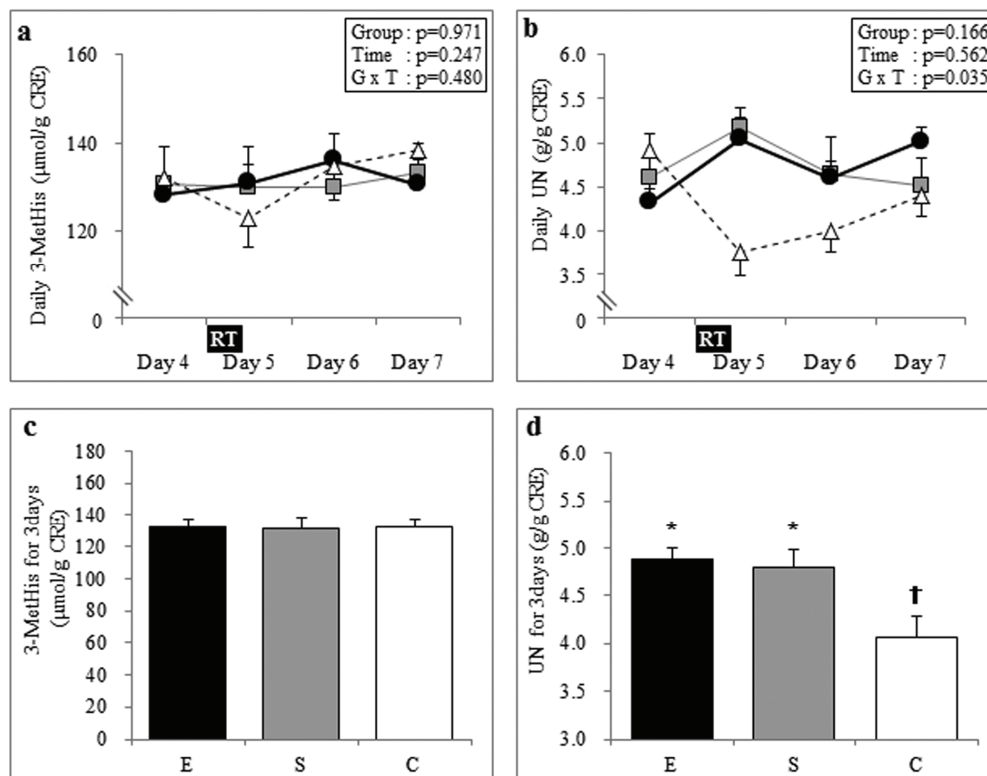 a
Group : p=0.971
Time : p=0.247
G x T : p=0.480
Daily 3-MetHis (μmol/g CRE)
160
140
120
0
RT
Day 4 Day 5 Day 6 Day 7
b
Group : p=0.166
Time : p=0.562
G x T : p=0.035
Daily UN (g/g CRE)
6.0
5.5
5.0
4.5
4.0
3.5
0
RT
Day 4 Day 5 Day 6 Day 7
c
3-MetHis for 3days
(μmol/g CRE)
180
160
140
120
100
80
60
40
20
0
E S C
d
UN for 3days (g/g CRE)
6.0
5.5
5.0
4.5
4.0
3.5
3.0
* * †
E S C